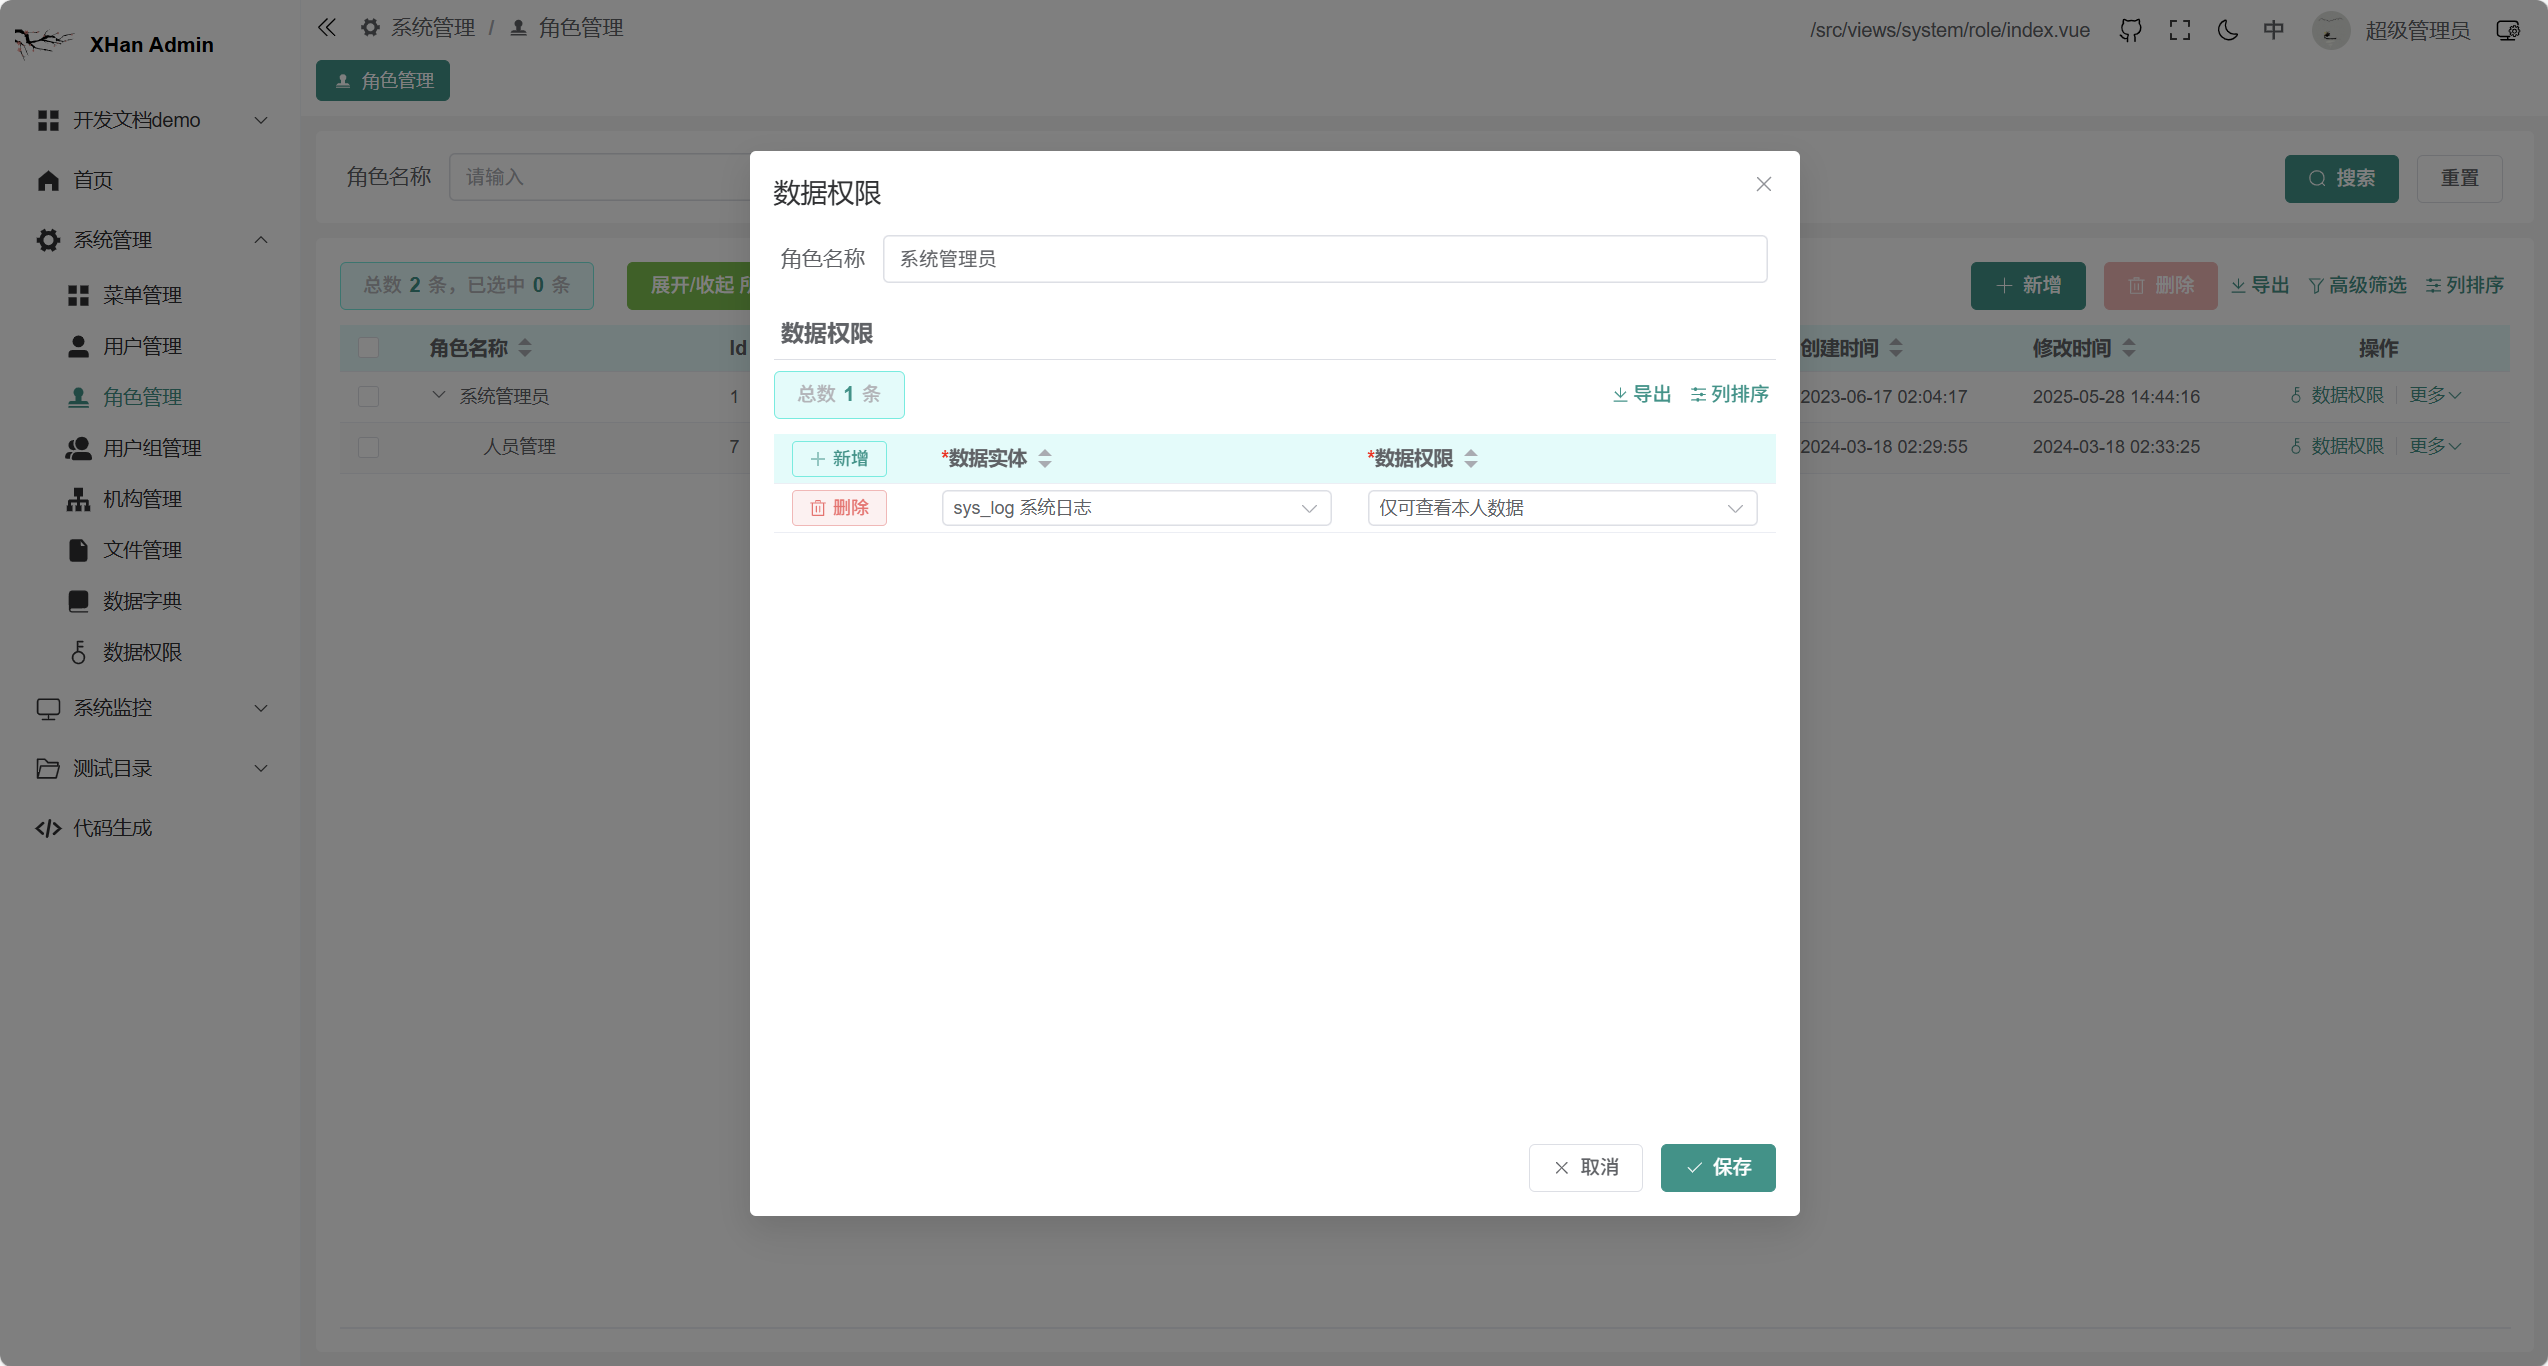 XHan Admin
开发文档demo
首页
系统管理
菜单管理
用户管理
角色管理
用户组管理
机构管理
文件管理
数据字典
数据权限
系统监控
测试目录
代码生成
系统管理 / 角色管理
/src/views/system/role/index.vue 中 超级管理员
角色管理
角色名称 请输入 搜索 重置
总数 2 条，已选中 0 条 展开/收起 新增 删除 导出 高级筛选 列排序
角色名称 Id 创建时间 修改时间 操作
系统管理员 1 2023-06-17 02:04:17 2025-05-28 14:44:16 数据权限 更多
人员管理 7 2024-03-18 02:29:55 2024-03-18 02:33:25 数据权限 更多
数据权限
角色名称 系统管理员
数据权限
总数 1 条 导出 列排序
新增 *数据实体 *数据权限
删除 sys_log 系统日志 仅可查看本人数据
取消 保存